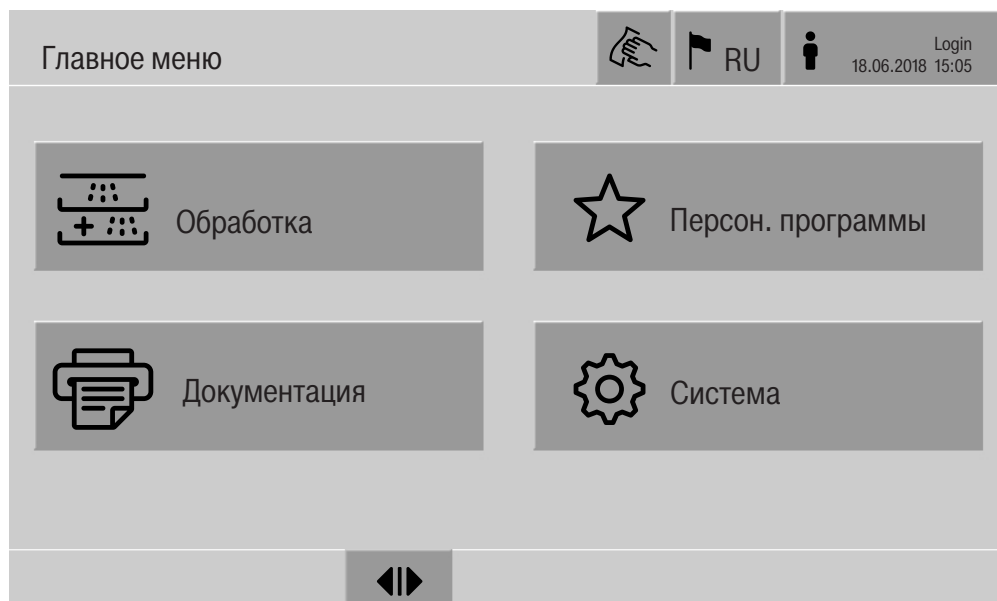 Главное меню
RU
Login
18.06.2018 15:05
Обработка
Персон. программы
Документация
Система